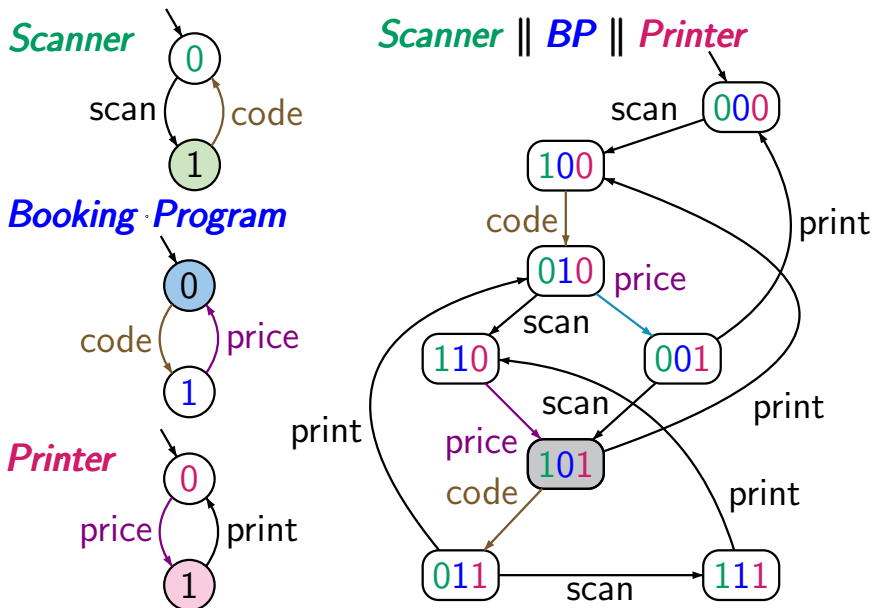 Scanner
0
scan
code
1
Booking Program
0
code
price
1
Printer
0
price
print
1
Scanner || BP || Printer
000
scan
100
code
print
010
price
scan
110
001
scan
print
print
price
101
code
print
011
111
scan